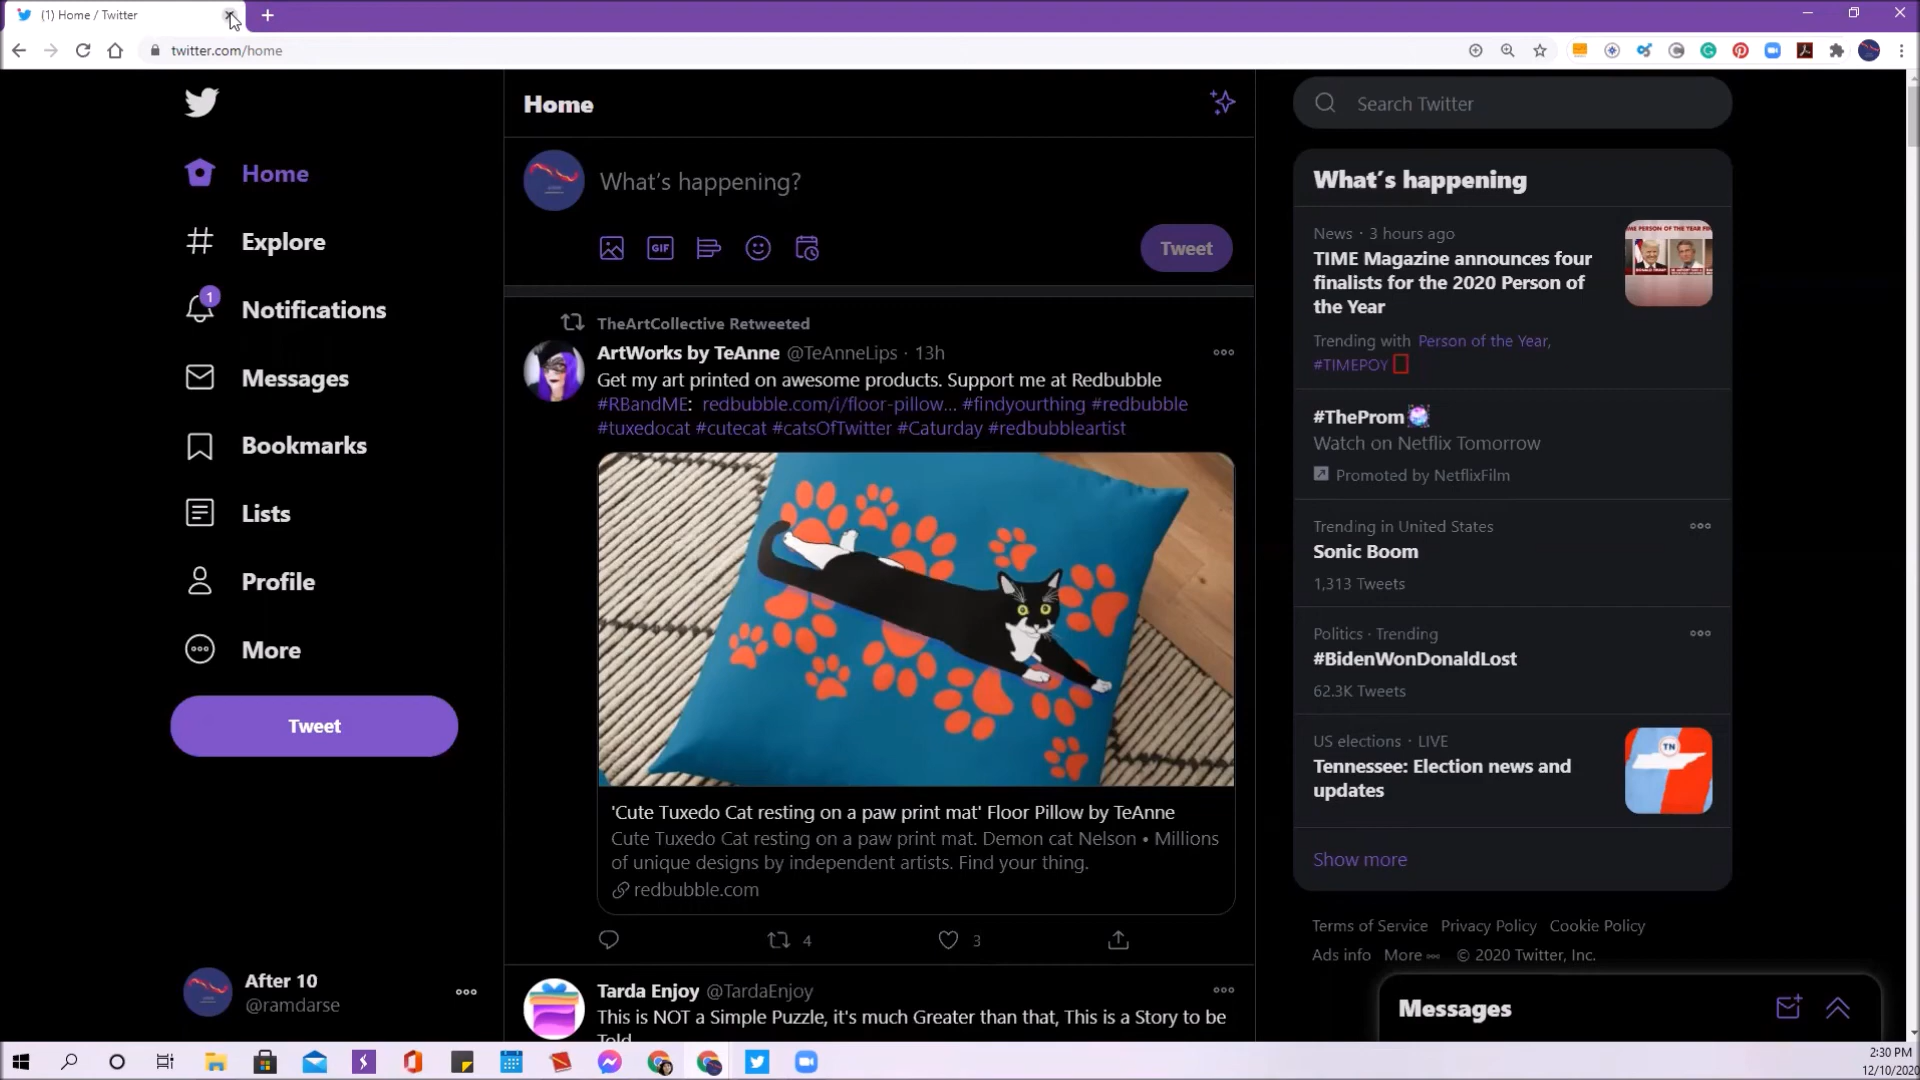 (1) Home / Twitter
twitter.com/home
Home
Explore
1
Notifications
Messages
Bookmarks
Lists
Profile
More
Tweet
After 10
@ramdarse
Home
What's happening?
GIF
Tweet
TheArtCollective Retweeted
ArtWorks by TeAnne @TeAnneLips · 13h
Get my art printed on awesome products. Support me at Redbubble
#RBandME: redbubble.com/i/floor-pillow... #findyourthing #redbubble
#tuxedocat #cutecat #catsOfTwitter #Caturday #redbubbleartist
'Cute Tuxedo Cat resting on a paw print mat' Floor Pillow by TeAnne
Cute Tuxedo Cat resting on a paw print mat. Demon cat Nelson • Millions
of unique designs by independent artists. Find your thing.
redbubble.com
4
3
Tarda Enjoy @TardaEnjoy
This is NOT a Simple Puzzle, it's much Greater than that, This is a Story to be
Told
Search Twitter
What's happening
News · 3 hours ago
TIME Magazine announces four
finalists for the 2020 Person of
the Year
Trending with Person of the Year,
#TIMEPOY
#TheProm
Watch on Netflix Tomorrow
Promoted by NetflixFilm
Trending in United States
Sonic Boom
1,313 Tweets
Politics · Trending
#BidenWonDonaldLost
62.3K Tweets
US elections · LIVE
Tennessee: Election news and
updates
TN
Show more
Terms of Service Privacy Policy Cookie Policy
Ads info More © 2020 Twitter, Inc.
Messages
2:30 PM
12/10/2020